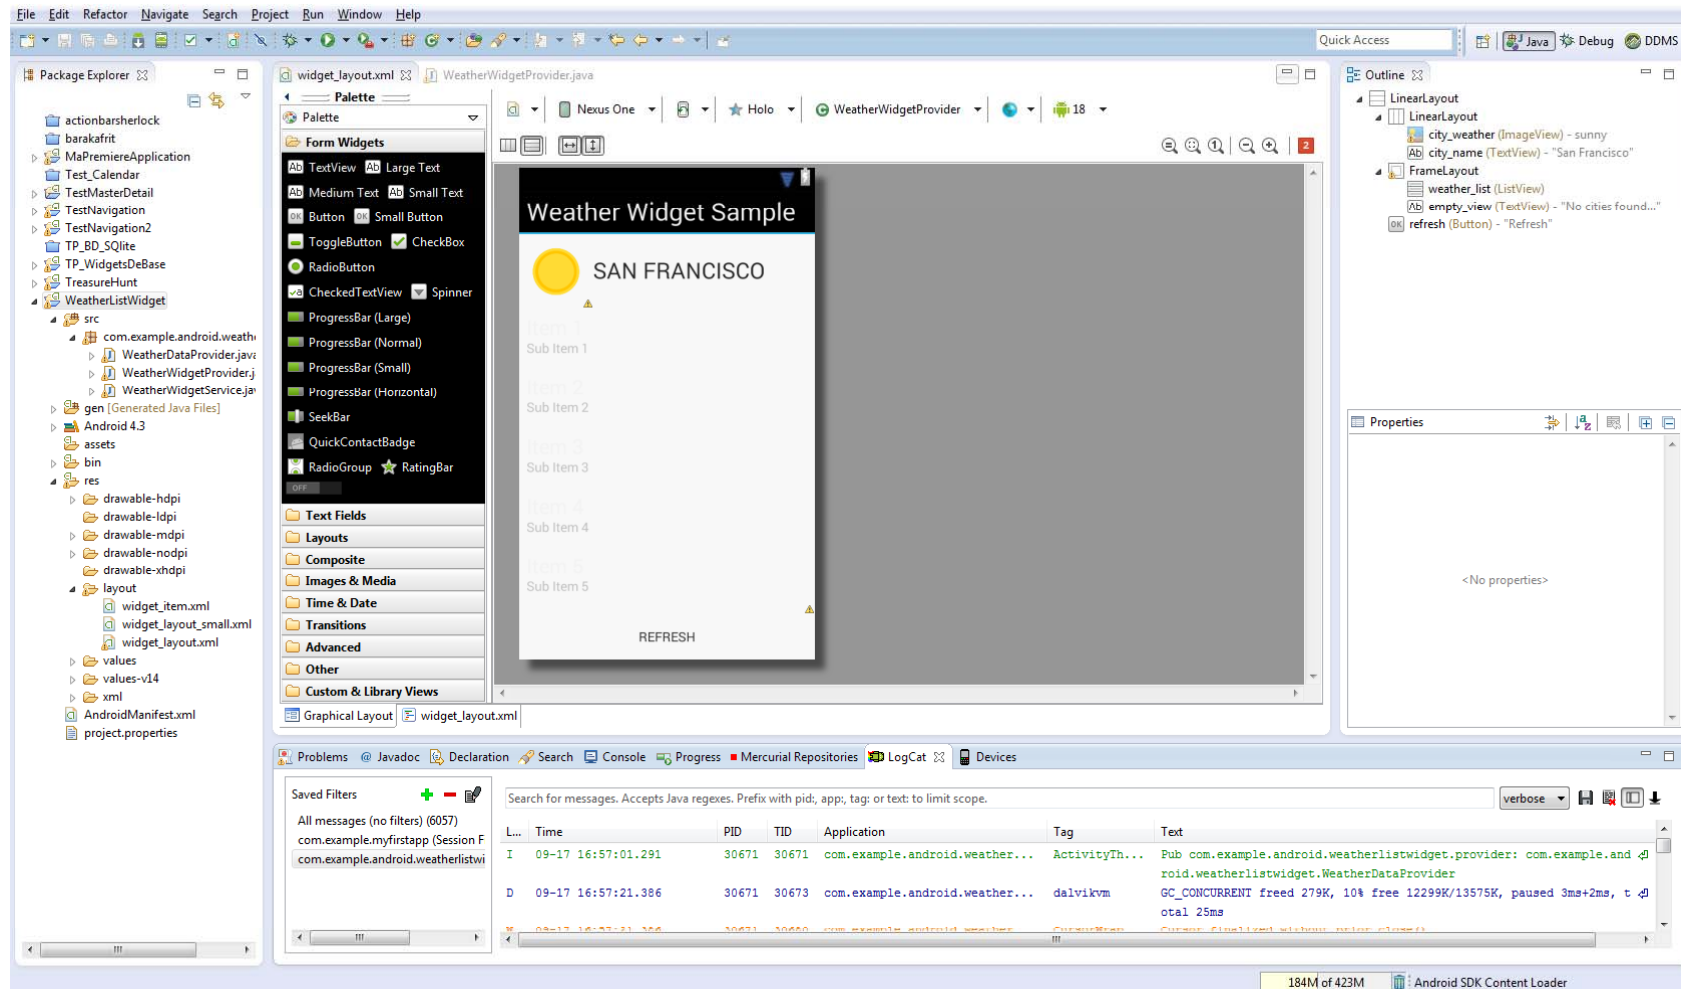 File Edit Refactor Navigate Search Project Run Window Help
Quick Access
Java
Debug
DDMS
Package Explorer
actionbarsherlock
barakafrit
MaPremiereApplication
Test_Calendar
TestMasterDetail
TestNavigation
TestNavigation2
TP_BD_SQlite
TP_WidgetsDeBase
TreasureHunt
WeatherListWidget
src
com.example.android.weathe
WeatherDataProvider.java
WeatherWidgetProvider.j
WeatherWidgetService.jav
gen [Generated Java Files]
Android 4.3
assets
bin
res
drawable-hdpi
drawable-ldpi
drawable-mdpi
drawable-nodpi
drawable-xhdpi
layout
widget_item.xml
widget_layout_small.xml
widget_layout.xml
values
values-v14
xml
AndroidManifest.xml
project.properties
widget_layout.xml
WeatherWidgetProvider.java
Palette
Palette
Form Widgets
Ab TextView Ab Large Text
Ab Medium Text Ab Small Text
OK Button OK Small Button
ToggleButton CheckBox
RadioButton
CheckedTextView Spinner
ProgressBar (Large)
ProgressBar (Normal)
ProgressBar (Small)
ProgressBar (Horizontal)
SeekBar
QuickContactBadge
RadioGroup RatingBar
OFF
Text Fields
Layouts
Composite
Images & Media
Time & Date
Transitions
Advanced
Other
Custom & Library Views
Graphical Layout
widget_layout.xml
Nexus One
Holo
WeatherWidgetProvider
18
2
Weather Widget Sample
SAN FRANCISCO
Item 1
Sub Item 1
Item 2
Sub Item 2
Item 3
Sub Item 3
Item 4
Sub Item 4
Item 5
Sub Item 5
REFRESH
Outline
LinearLayout
LinearLayout
city_weather (ImageView) - sunny
Ab city_name (TextView) - "San Francisco"
FrameLayout
weather_list (ListView)
Ab empty_view (TextView) - "No cities found..."
OK refresh (Button) - "Refresh"
Properties
<No properties>
Problems @ Javadoc Declaration Search Console Progress Mercurial Repositories LogCat Devices
Saved Filters
All messages (no filters) (6057)
com.example.myfirstapp (Session F
com.example.android.weatherlistwi
Search for messages. Accepts Java regexes. Prefix with pid:, app:, tag: or text: to limit scope.
verbose
L... Time PID TID Application Tag Text
I 09-17 16:57:01.291 30671 30671 com.example.android.weather... ActivityTh... Pub com.example.android.weatherlistwidget.provider: com.example.and
roid.weatherlistwidget.WeatherDataProvider
D 09-17 16:57:21.386 30671 30673 com.example.android.weather... dalvikvm GC_CONCURRENT freed 279K, 10% free 12299K/13575K, paused 3ms+2ms, t
otal 25ms
184M of 423M
Android SDK Content Loader